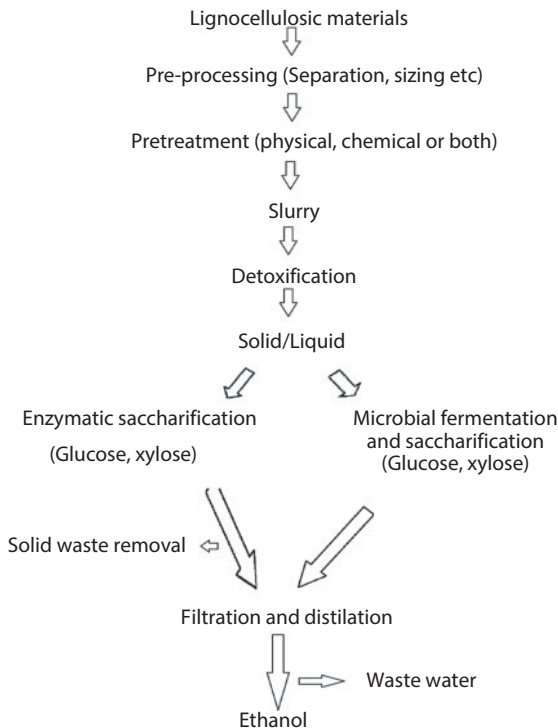 Lignocellulosic materials
Pre-processing (Separation, sizing etc)
Pretreatment (physical, chemical or both)
Slurry
Detoxification
Solid/Liquid
Enzymatic saccharification
(Glucose, xylose)
Microbial fermentation
and saccharification
(Glucose, xylose)
Solid waste removal
Filtration and distilation
Waste water
Ethanol